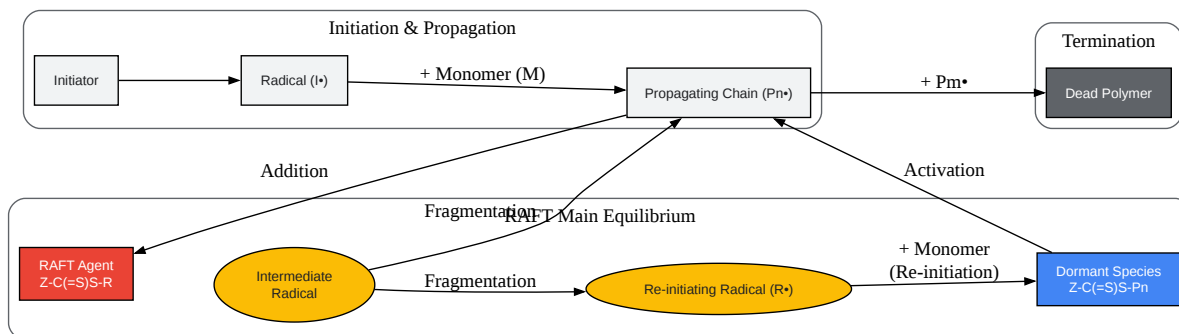 Initiation & Propagation
Termination
Initiator
Radical (I•)
+ Monomer (M)
Propagating Chain (Pn•)
+ Pm•
Dead Polymer
Addition
Activation
Fragmentation
RAFT Main Equilibrium
RAFT Agent
Z-C(=S)S-R
Intermediate
Radical
Fragmentation
Re-initiating Radical (R•)
+ Monomer
(Re-initiation)
Dormant Species
Z-C(=S)S-Pn